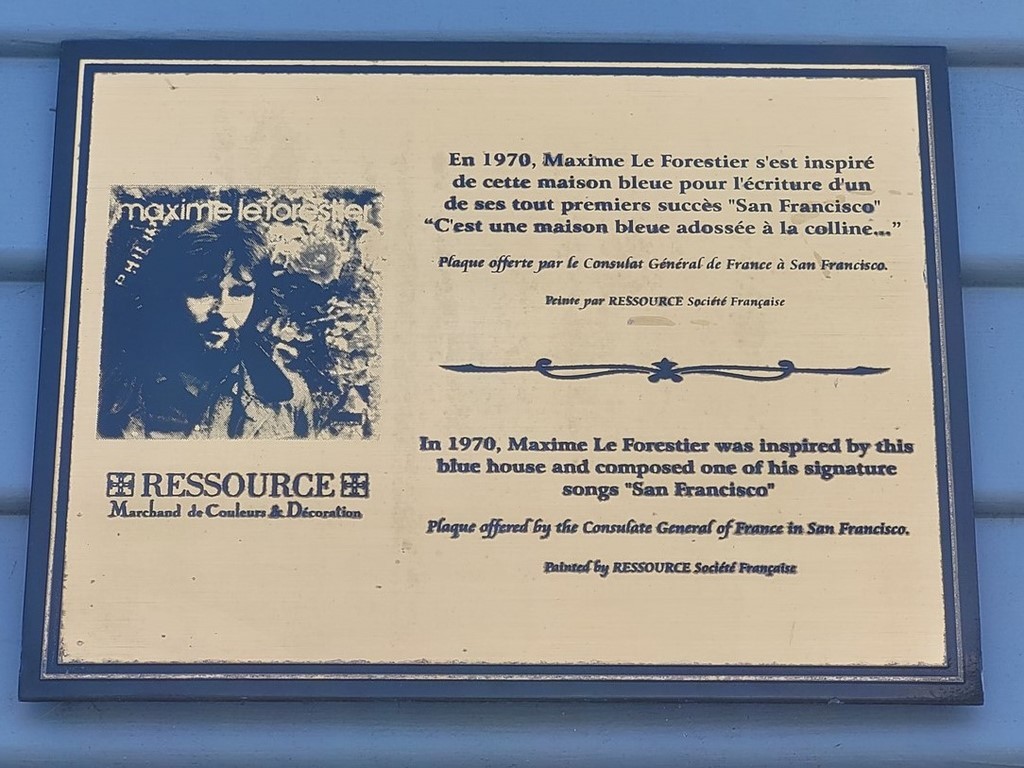 maxime le forestier
RESSOURCE
Marchand de Couleurs & Décoration
En 1970, Maxime Le Forestier s'est inspiré
de cette maison bleue pour l'écriture d'un
de ses tout premiers succès "San Francisco"
“C'est une maison bleue adossée à la colline...”
Plaque offerte par le Consulat Général de France à San Francisco.
Peinte par RESSOURCE Société Française
In 1970, Maxime Le Forestier was inspired by this
blue house and composed one of his signature
songs "San Francisco"
Plaque offered by the Consulate General of France in San Francisco.
Painted by RESSOURCE Société Française